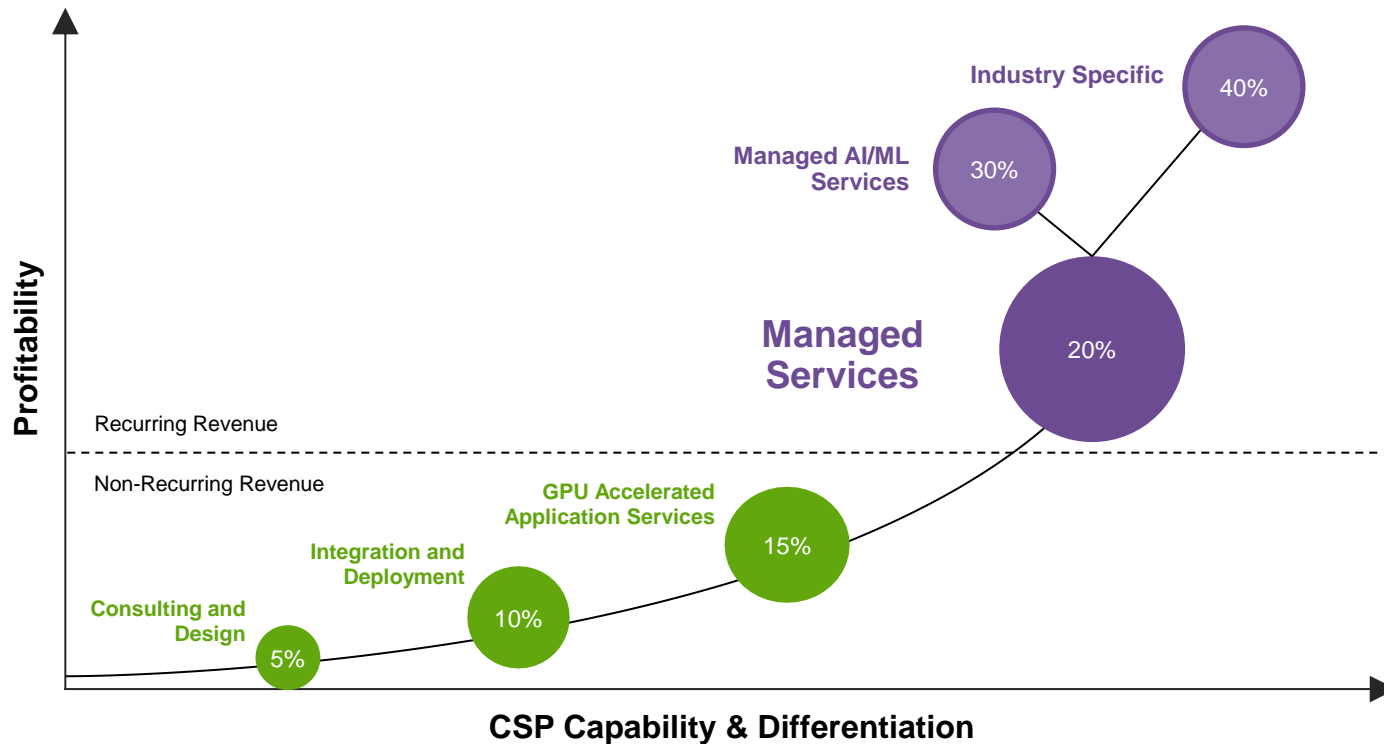 Industry Specific
40%
Managed AI/ML
Services
30%
Managed
Services
20%
Profitability
Recurring Revenue
Non-Recurring Revenue
GPU Accelerated
Application Services
15%
Integration and
Deployment
10%
Consulting and
Design
5%
CSP Capability & Differentiation